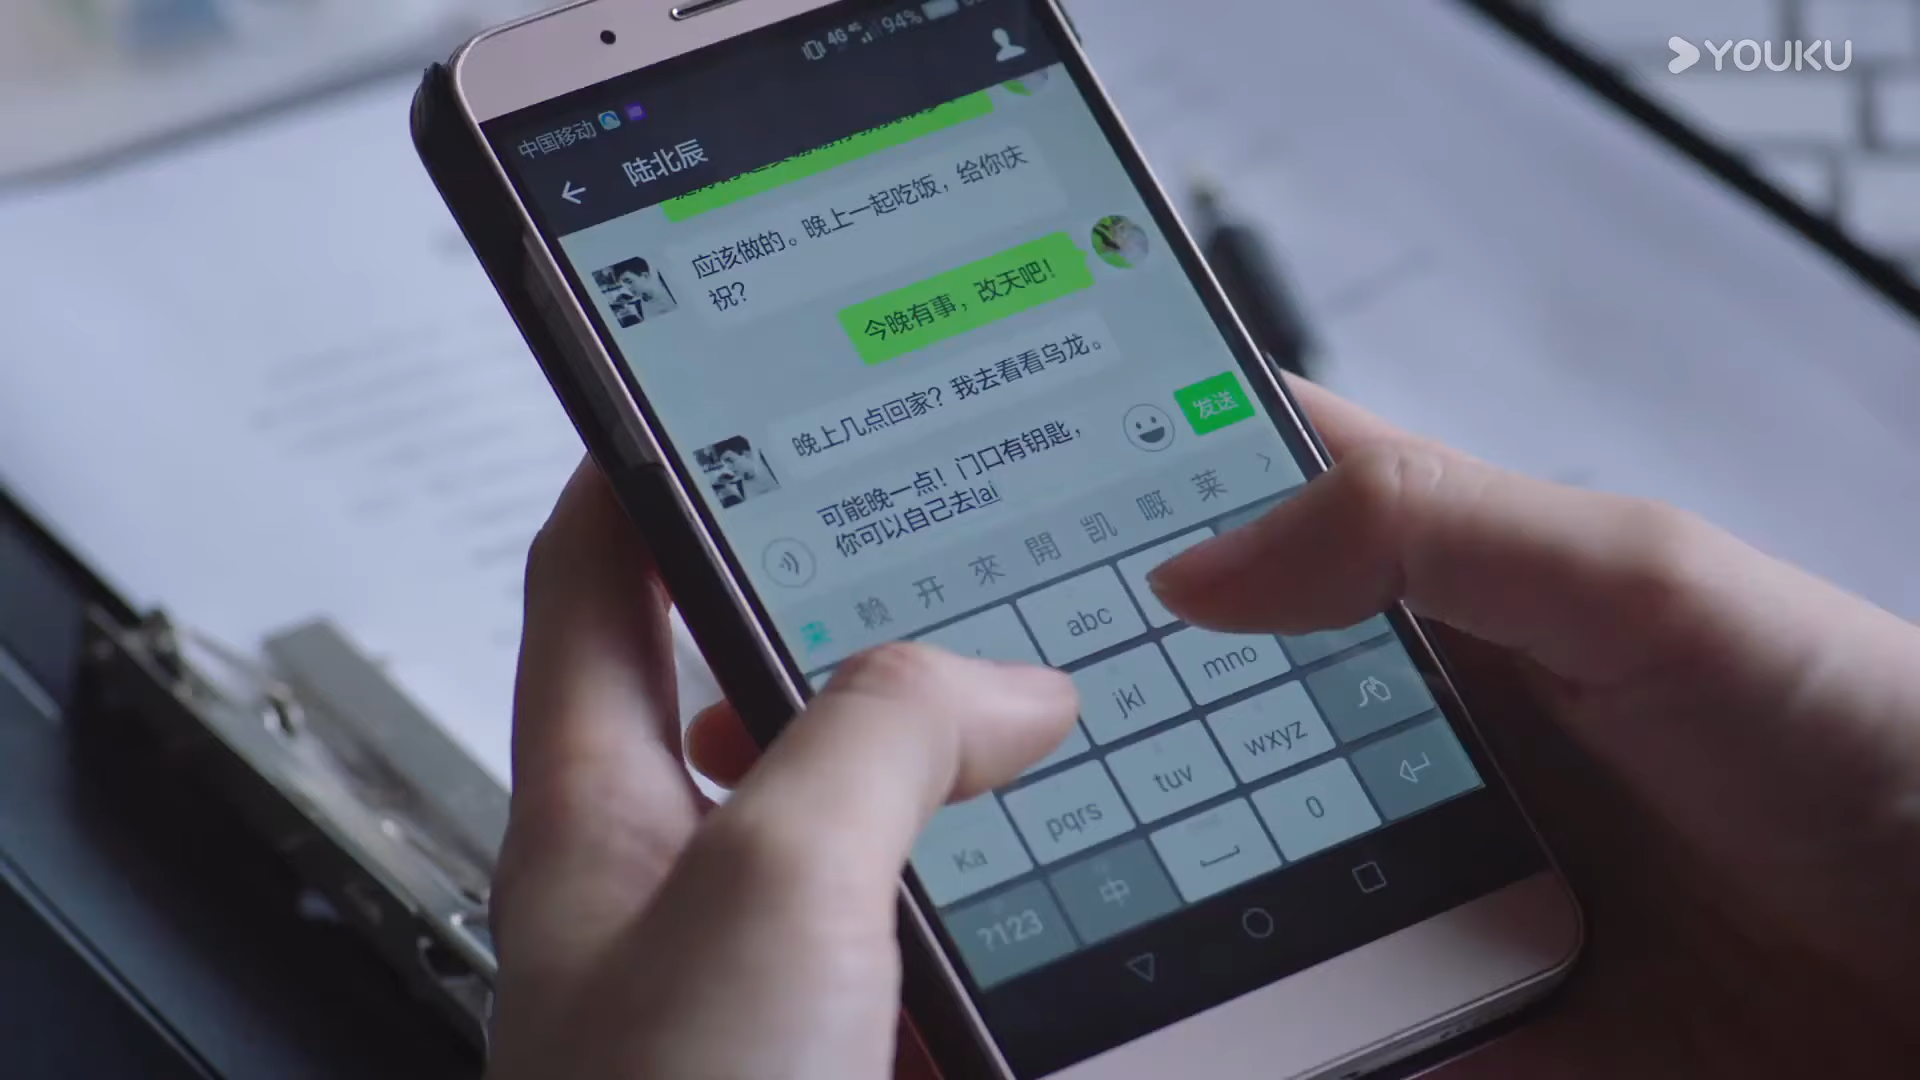 YOUKU
4G 94%
中国移动
陆北辰
应该做的。晚上一起吃饭，给你庆
祝？
今晚有事，改天吧！
晚上几点回家？我去看看乌龙。
可能晚一点！门口有钥匙，
你可以自己去lai
发送
来 赖 开 來 開 凯 嘅 莱
abc
jkl mno
pqrs tuv wxyz
?123 中 0